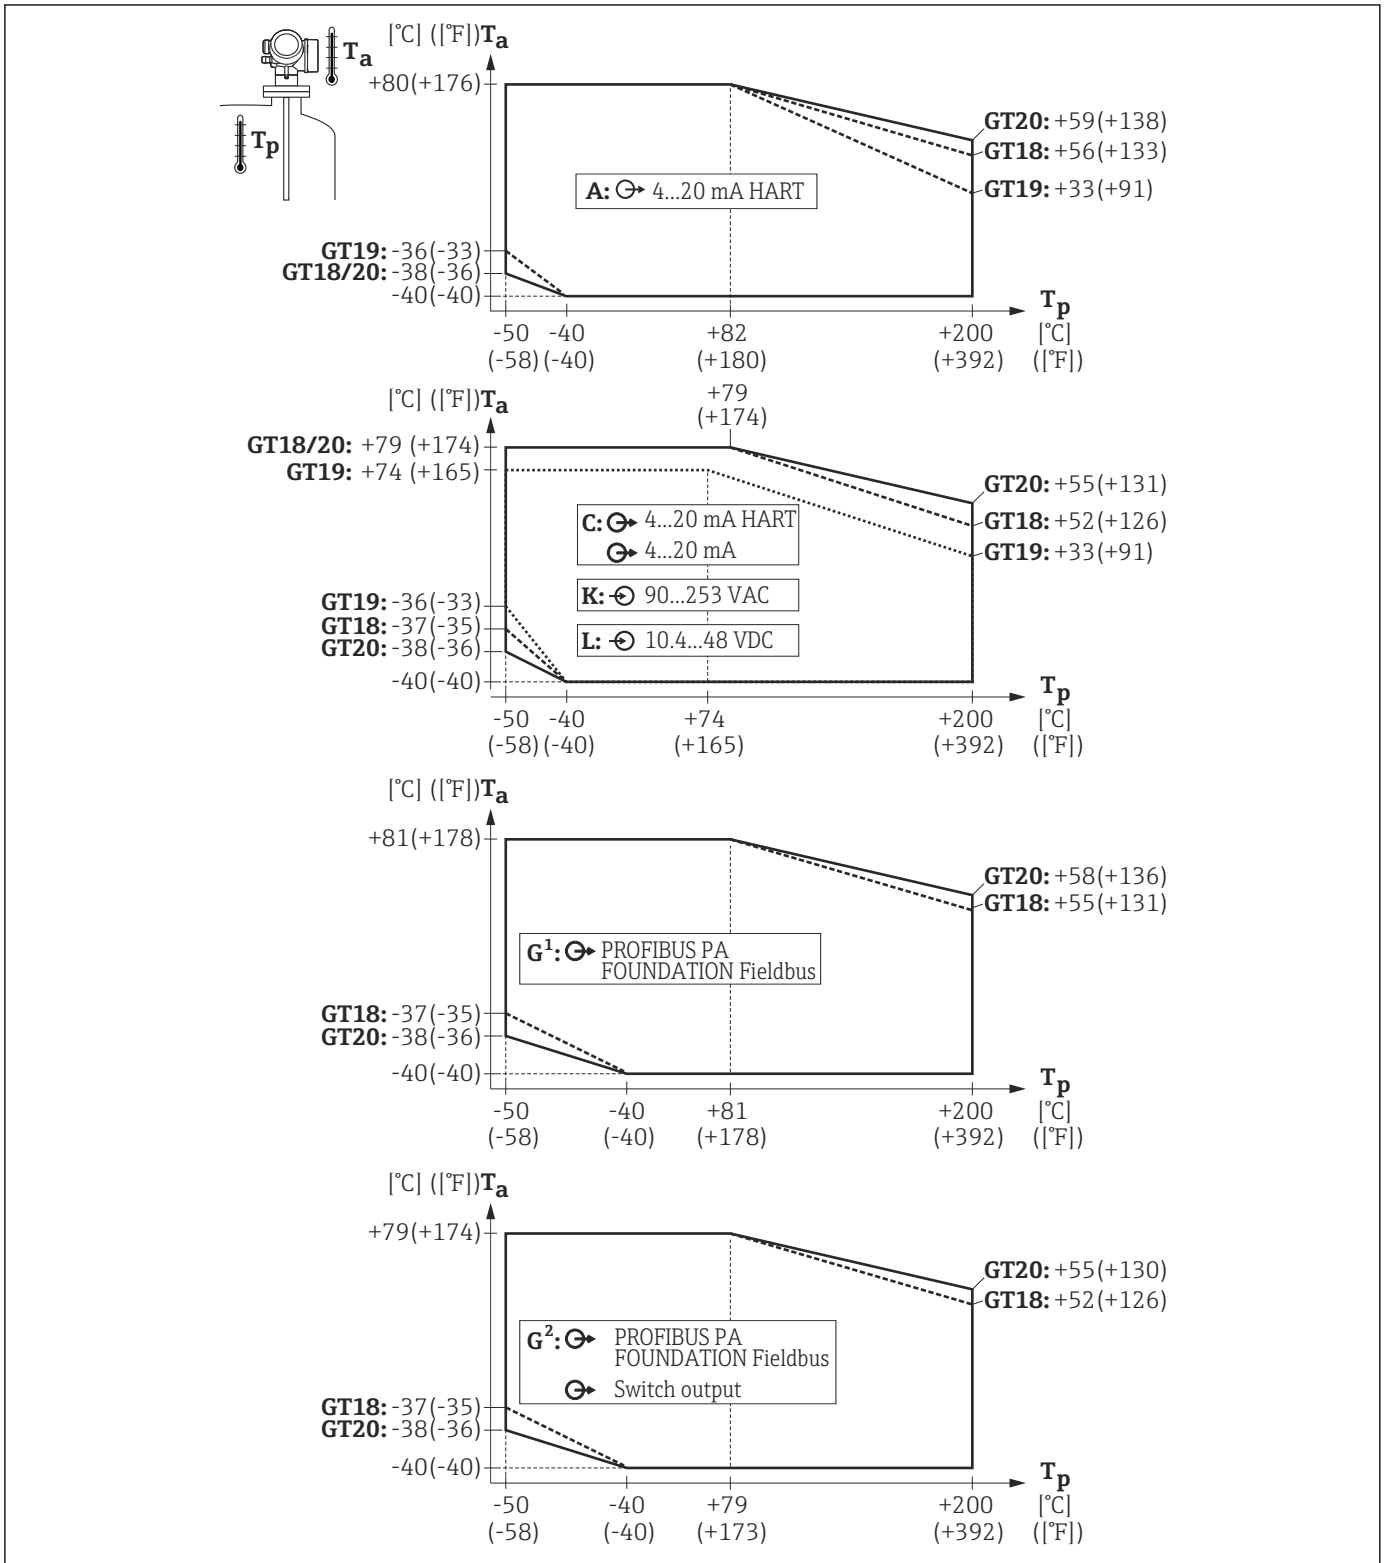 [°C] ([°F])Ta
Ta
Tp
+80(+176)
GT20: +59(+138)
GT18: +56(+133)
GT19: +33(+91)
A: 4...20 mA HART
GT19: -36(-33)
GT18/20: -38(-36)
-40(-40)
Tp
-50 -40 +82 +200 [°C]
(-58) (-40) (+180) (+392) ([°F])
+79
(+174)
[°C] ([°F])Ta
GT18/20: +79 (+174)
GT19: +74 (+165)
GT20: +55(+131)
GT18: +52(+126)
GT19: +33(+91)
C: 4...20 mA HART
4...20 mA
K: 90...253 VAC
L: 10.4...48 VDC
GT19: -36(-33)
GT18: -37(-35)
GT20: -38(-36)
-40(-40)
Tp
-50 -40 +74 +200 [°C]
(-58) (-40) (+165) (+392) ([°F])
[°C] ([°F])Ta
+81(+178)
GT20: +58(+136)
GT18: +55(+131)
G1: PROFIBUS PA
FOUNDATION Fieldbus
GT18: -37(-35)
GT20: -38(-36)
-40(-40)
Tp
-50 -40 +81 +200 [°C]
(-58) (-40) (+178) (+392) ([°F])
[°C] ([°F])Ta
+79(+174)
GT20: +55(+130)
GT18: +52(+126)
G2: PROFIBUS PA
FOUNDATION Fieldbus
Switch output
GT18: -37(-35)
GT20: -38(-36)
-40(-40)
Tp
-50 -40 +79 +200 [°C]
(-58) (-40) (+173) (+392) ([°F])